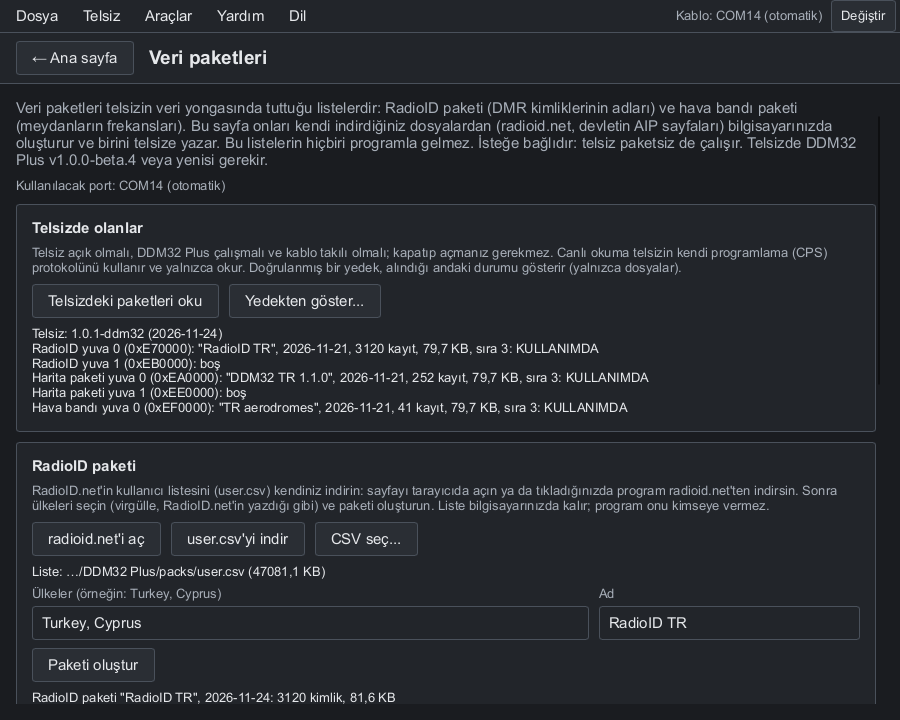 Dosya Telsiz Araçlar Yardım Dil Kablo: COM14 (otomatik) Değiştir
← Ana sayfa Veri paketleri
Veri paketleri telsizin veri yongasında tuttuğu listelerdir: RadioID paketi (DMR kimliklerinin adları) ve hava bandı paketi
(meydanların frekansları). Bu sayfa onları kendi indirdiğiniz dosyalardan (radioid.net, devletin AIP sayfaları) bilgisayarınızda
oluşturur ve birini telsize yazar. Bu listelerin hiçbiri programla gelmez. İsteğe bağlıdır: telsiz paketsiz de çalışır. Telsizde DDM32
Plus v1.0.0-beta.4 veya yenisi gerekir.
Kullanılacak port: COM14 (otomatik)
Telsizde olanlar
Telsiz açık olmalı, DDM32 Plus çalışmalı ve kablo takılı olmalı; kapatıp açmanız gerekmez. Canlı okuma telsizin kendi programlama (CPS)
protokolünü kullanır ve yalnızca okur. Doğrulanmış bir yedek, alındığı andaki durumu gösterir (yalnızca dosyalar).
Telsizdeki paketleri oku Yedekten göster...
Telsiz: 1.0.1-ddm32 (2026-11-24)
RadioID yuva 0 (0xE70000): "RadioID TR", 2026-11-21, 3120 kayıt, 79,7 KB, sıra 3: KULLANIMDA
RadioID yuva 1 (0xEB0000): boş
Harita paketi yuva 0 (0xEA0000): "DDM32 TR 1.1.0", 2026-11-21, 252 kayıt, 79,7 KB, sıra 3: KULLANIMDA
Harita paketi yuva 1 (0xEE0000): boş
Hava bandı yuva 0 (0xEF0000): "TR aerodromes", 2026-11-21, 41 kayıt, 79,7 KB, sıra 3: KULLANIMDA
RadioID paketi
RadioID.net'in kullanıcı listesini (user.csv) kendiniz indirin: sayfayı tarayıcıda açın ya da tıkladığınızda program radioid.net'ten indirsin. Sonra
ülkeleri seçin (virgülle, RadioID.net'in yazdığı gibi) ve paketi oluşturun. Liste bilgisayarınızda kalır; program onu kimseye vermez.
radioid.net'i aç user.csv'yi indir CSV seç...
Liste: …/DDM32 Plus/packs/user.csv (47081,1 KB)
Ülkeler (örneğin: Turkey, Cyprus) Ad
Turkey, Cyprus RadioID TR
Paketi oluştur
RadioID paketi "RadioID TR", 2026-11-24: 3120 kimlik, 81,6 KB